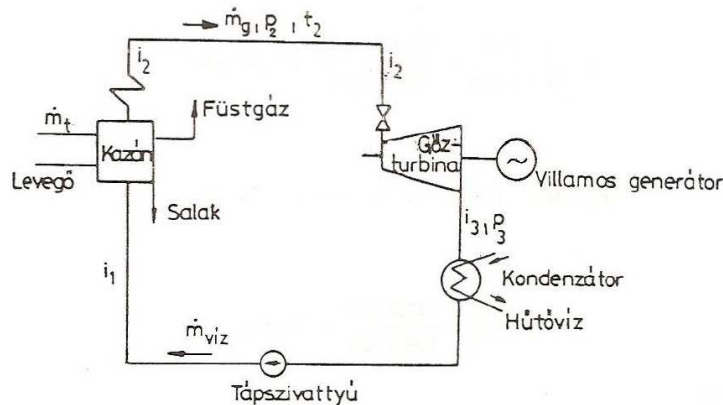 ṁg, p2, t2
i2
i2
ṁt
Füstgáz
Kazán
Gőz-
turbina
Levegő
Villamos generátor
Salak
i3, p3
i1
Kondenzátor
Hűtővíz
ṁvíz
Tápszivattyú